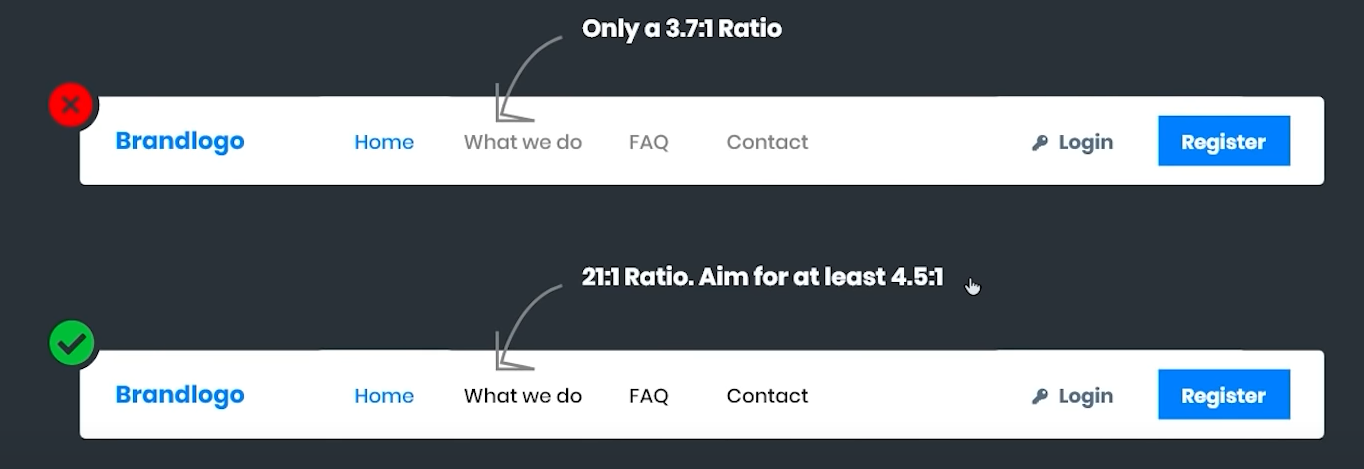 Only a 3.7:1 Ratio
Brandlogo Home What we do FAQ Contact Login Register
21:1 Ratio. Aim for at least 4.5:1
Brandlogo Home What we do FAQ Contact Login Register